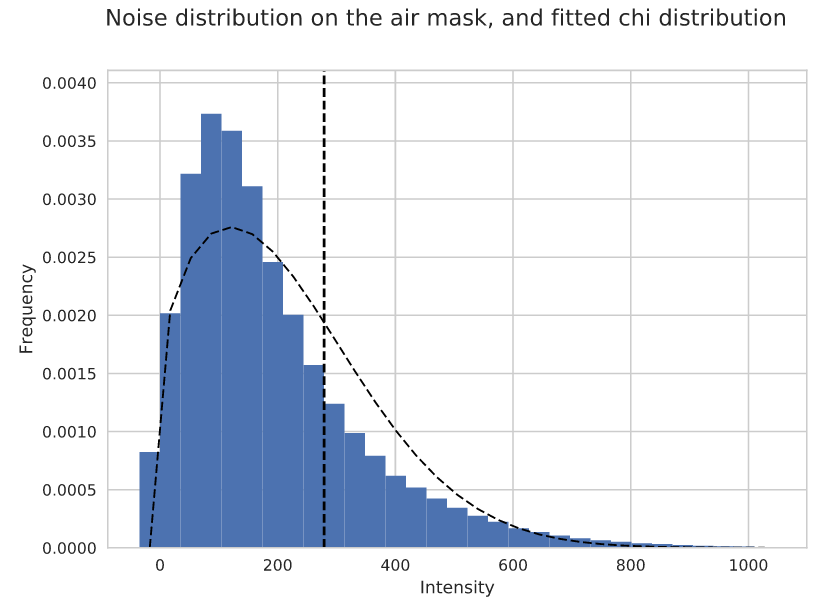 Noise distribution on the air mask, and fitted chi distribution
0.0040
0.0035
0.0030
0.0025
0.0020
0.0015
0.0010
0.0005
0.0000
Frequency
0 200 400 600 800 1000
Intensity